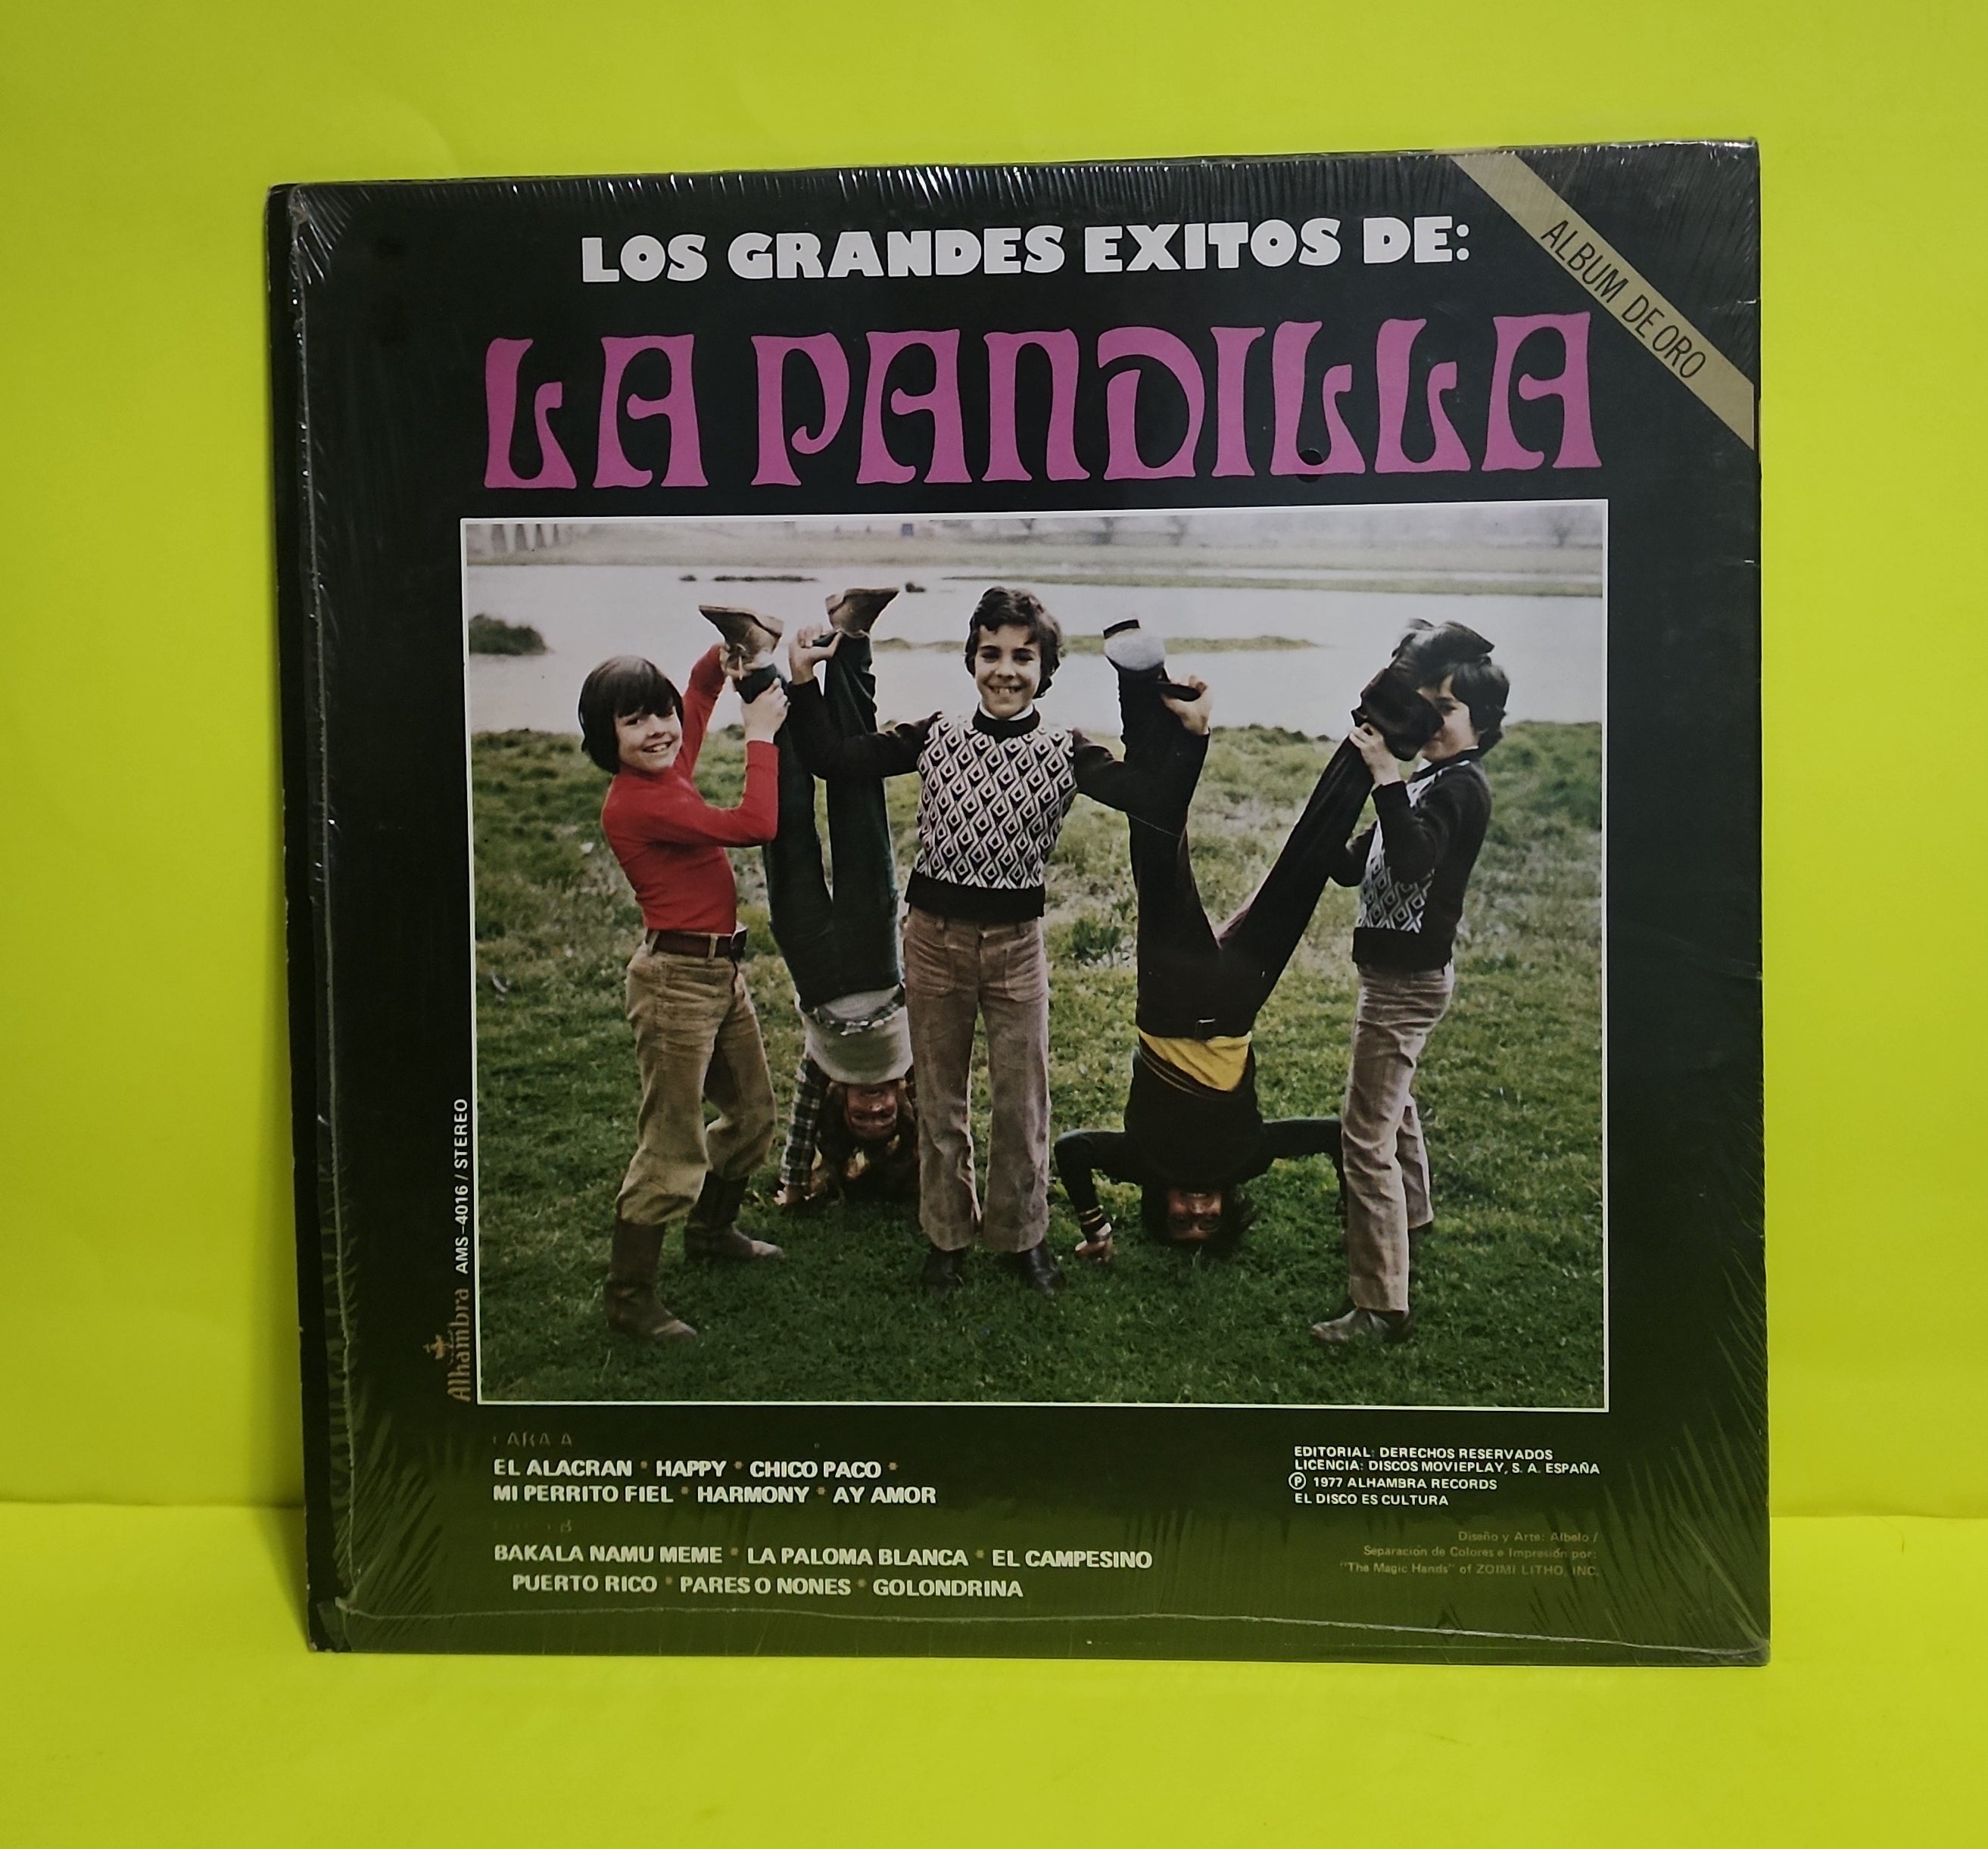 LOS GRANDES EXITOS DE:
ALBUM DE ORO
LA PANDILLA
Alhambra AMS-4016 / STEREO
CARA A
EL ALACRAN * HAPPY * CHICO PACO *
MI PERRITO FIEL * HARMONY * AY AMOR
B
BAKALA NAMU MEME * LA PALOMA BLANCA * EL CAMPESINO
PUERTO RICO * PARES O NONES * GOLONDRINA
EDITORIAL: DERECHOS RESERVADOS
LICENCIA: DISCOS MOVIEPLAY, S. A. ESPAÑA
Ⓟ 1977 ALHAMBRA RECORDS
EL DISCO ES CULTURA
Diseño y Arte: Albelo /
Separación de Colores e Impresión por:
"The Magic Hands" of ZOIMI LITHO, INC.